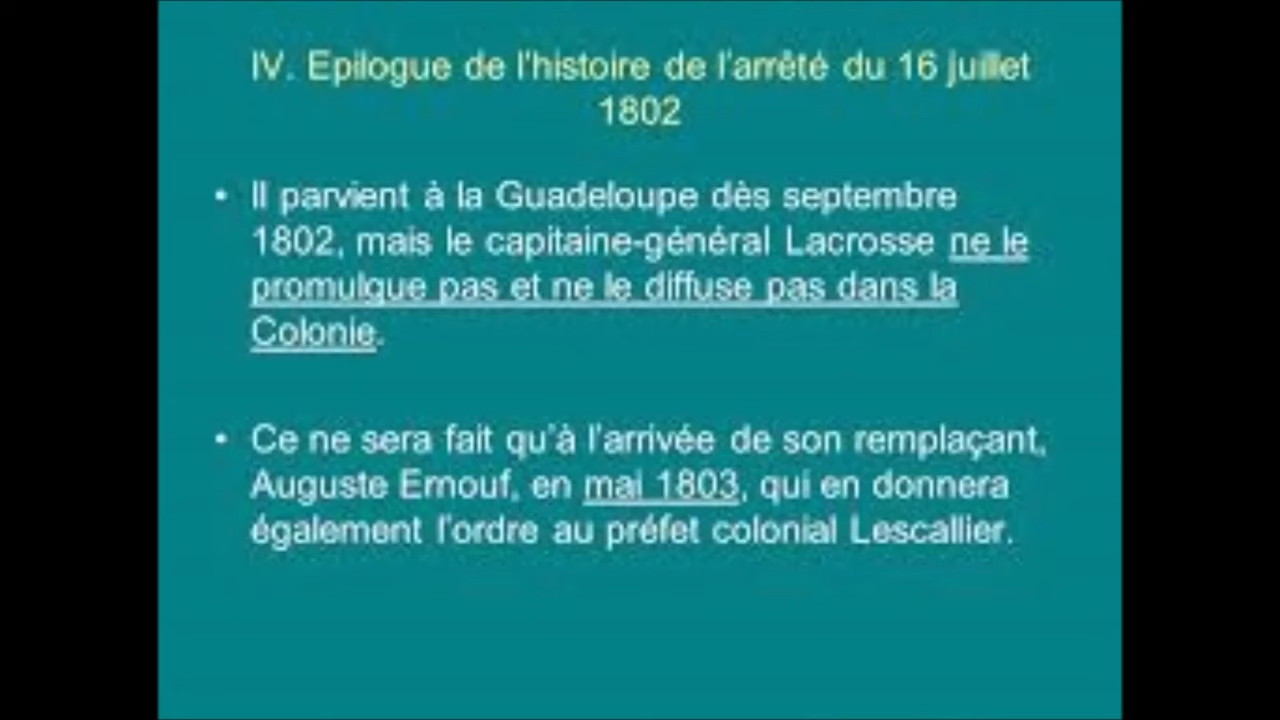 IV. Epilogue de l'histoire de l'arrêté du 16 juillet
1802
• Il parvient à la Guadeloupe dès septembre
1802, mais le capitaine-général Lacrosse ne le
promulgue pas et ne le diffuse pas dans la
Colonie.
• Ce ne sera fait qu'à l'arrivée de son remplaçant,
Auguste Ernouf, en mai 1803, qui en donnera
également l'ordre au préfet colonial Lescallier.